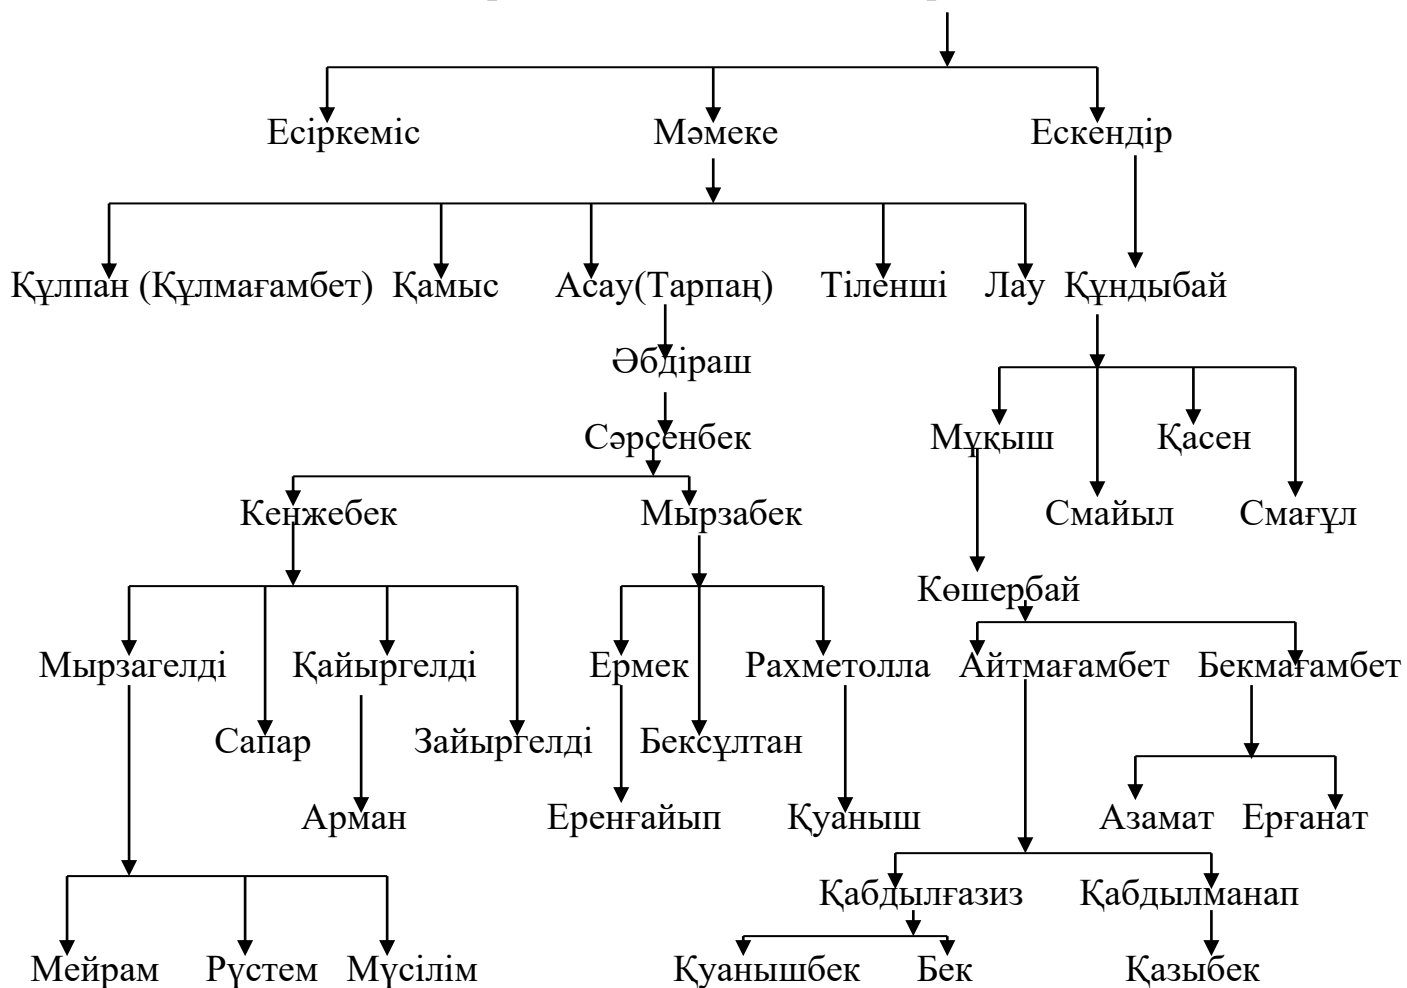 Есіркеміс Мәмеке Ескендір
Құлпан (Құлмағамбет) Қамыс Асау(Тарпаң) Тіленші Лау Құндыбай
Әбдіраш
Сәрсенбек Мұқыш Қасен
Кенжебек Мырзабек Смайыл Смағұл
Көшербай
Мырзагелді Қайыргелді Ермек Рахметолла Айтмағамбет Бекмағамбет
Сапар Зайыргелді Бексұлтан
Арман Еренғайып Қуаныш Азамат Ерғанат
Қабдылғазиз Қабдылманап
Мейрам Рүстем Мүсілім Қуанышбек Бек Қазыбек